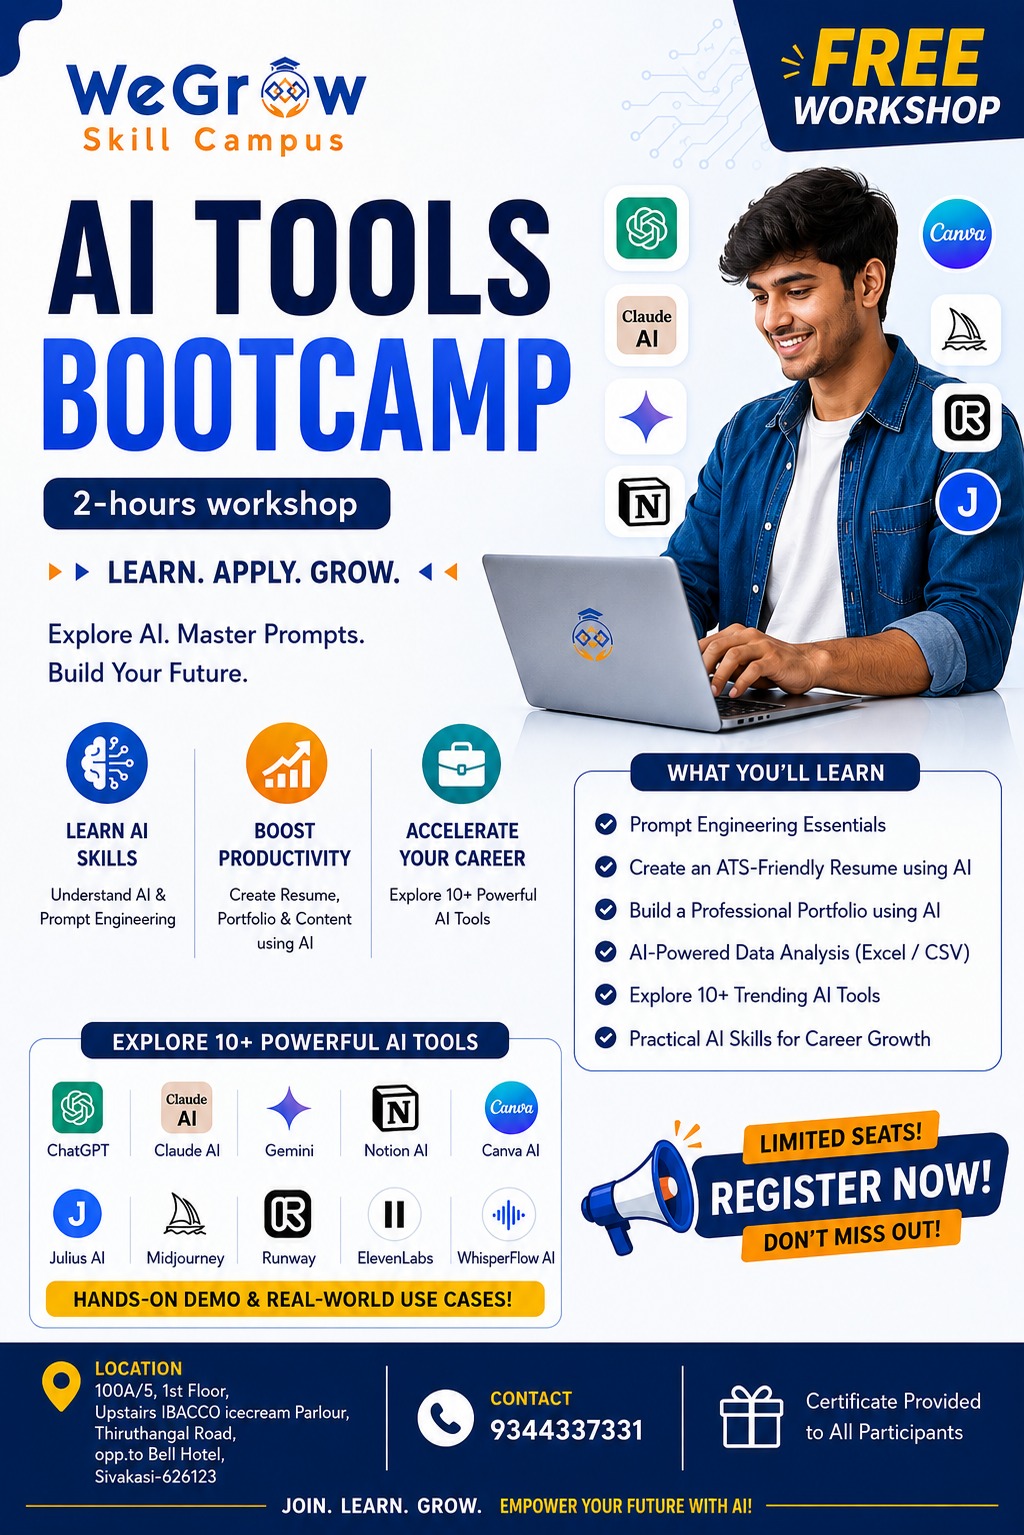 WeGrow
Skill Campus
FREE
WORKSHOP
AI TOOLS
BOOTCAMP
2-hours workshop
LEARN. APPLY. GROW.
Explore AI. Master Prompts.
Build Your Future.
Claude
AI
N
Canva
J
LEARN AI
SKILLS
Understand AI &
Prompt Engineering
BOOST
PRODUCTIVITY
Create Resume,
Portfolio & Content
using AI
ACCELERATE
YOUR CAREER
Explore 10+ Powerful
AI Tools
WHAT YOU'LL LEARN
Prompt Engineering Essentials
Create an ATS-Friendly Resume using AI
Build a Professional Portfolio using AI
AI-Powered Data Analysis (Excel / CSV)
Explore 10+ Trending AI Tools
Practical AI Skills for Career Growth
EXPLORE 10+ POWERFUL AI TOOLS
Claude
AI
N
Canva
ChatGPT
Claude AI
Gemini
Notion AI
Canva AI
J
Julius AI
Midjourney
Runway
ElevenLabs
WhisperFlow AI
HANDS-ON DEMO & REAL-WORLD USE CASES!
LIMITED SEATS!
REGISTER NOW!
DON'T MISS OUT!
LOCATION
100A/5, 1st Floor,
Upstairs IBACCO icecream Parlour,
Thiruthangal Road,
opp.to Bell Hotel,
Sivakasi-626123
CONTACT
9344337331
Certificate Provided
to All Participants
JOIN. LEARN. GROW. EMPOWER YOUR FUTURE WITH AI!